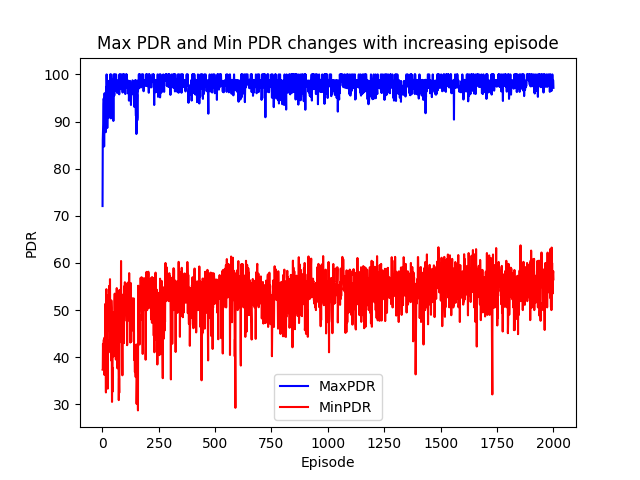 Max PDR and Min PDR changes with increasing episode
100
90
80
70
60
50
40
30
PDR
MaxPDR
MinPDR
0 250 500 750 1000 1250 1500 1750 2000
Episode